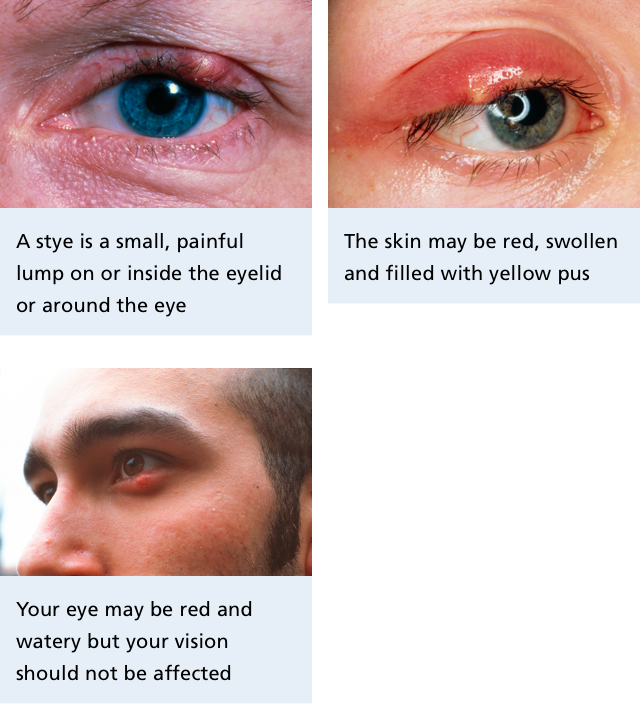 A stye is a small, painful
lump on or inside the eyelid
or around the eye
The skin may be red, swollen
and filled with yellow pus
Your eye may be red and
watery but your vision
should not be affected